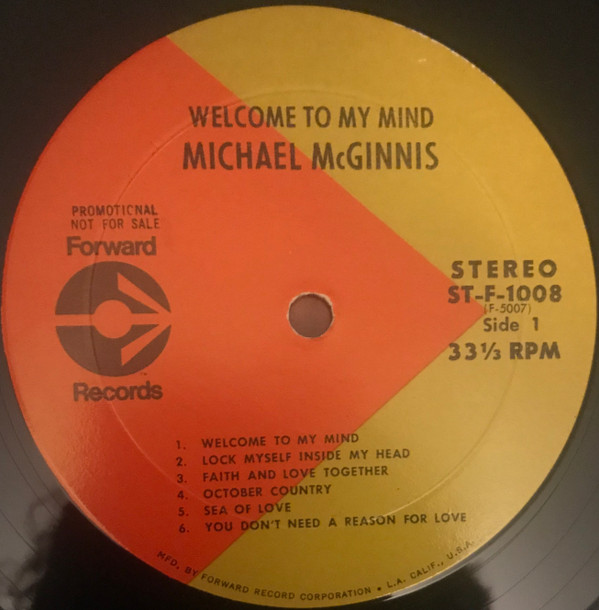 WELCOME TO MY MIND
MICHAEL McGINNIS
PROMOTIONAL
NOT FOR SALE
Forward
Records
STEREO
ST-F-1008
(F-5007)
Side 1
33⅓ RPM
1. WELCOME TO MY MIND
2. LOCK MYSELF INSIDE MY HEAD
3. FAITH AND LOVE TOGETHER
4. OCTOBER COUNTRY
5. SEA OF LOVE
6. YOU DON'T NEED A REASON FOR LOVE
MFD. BY FORWARD RECORD CORPORATION • L.A. CALIF., U.S.A.